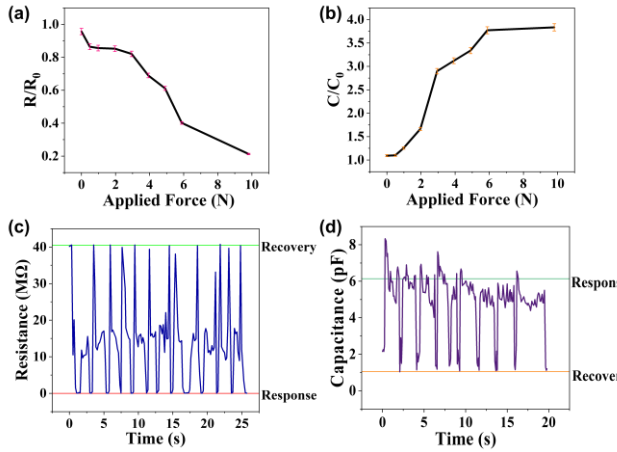 (a)
R/R0
1.0
0.8
0.6
0.4
0.2
0 2 4 6 8 10
Applied Force (N)
(b)
C/C0
4.0
3.5
3.0
2.5
2.0
1.5
1.0
0 2 4 6 8 10
Applied Force (N)
(c)
Resistance (MΩ)
50
40
30
20
10
0
Recovery
Response
0 5 10 15 20 25
Time (s)
(d)
Capacitance (pF)
8
6
4
2
0
Respon
Recover
0 5 10 15 20
Time (s)